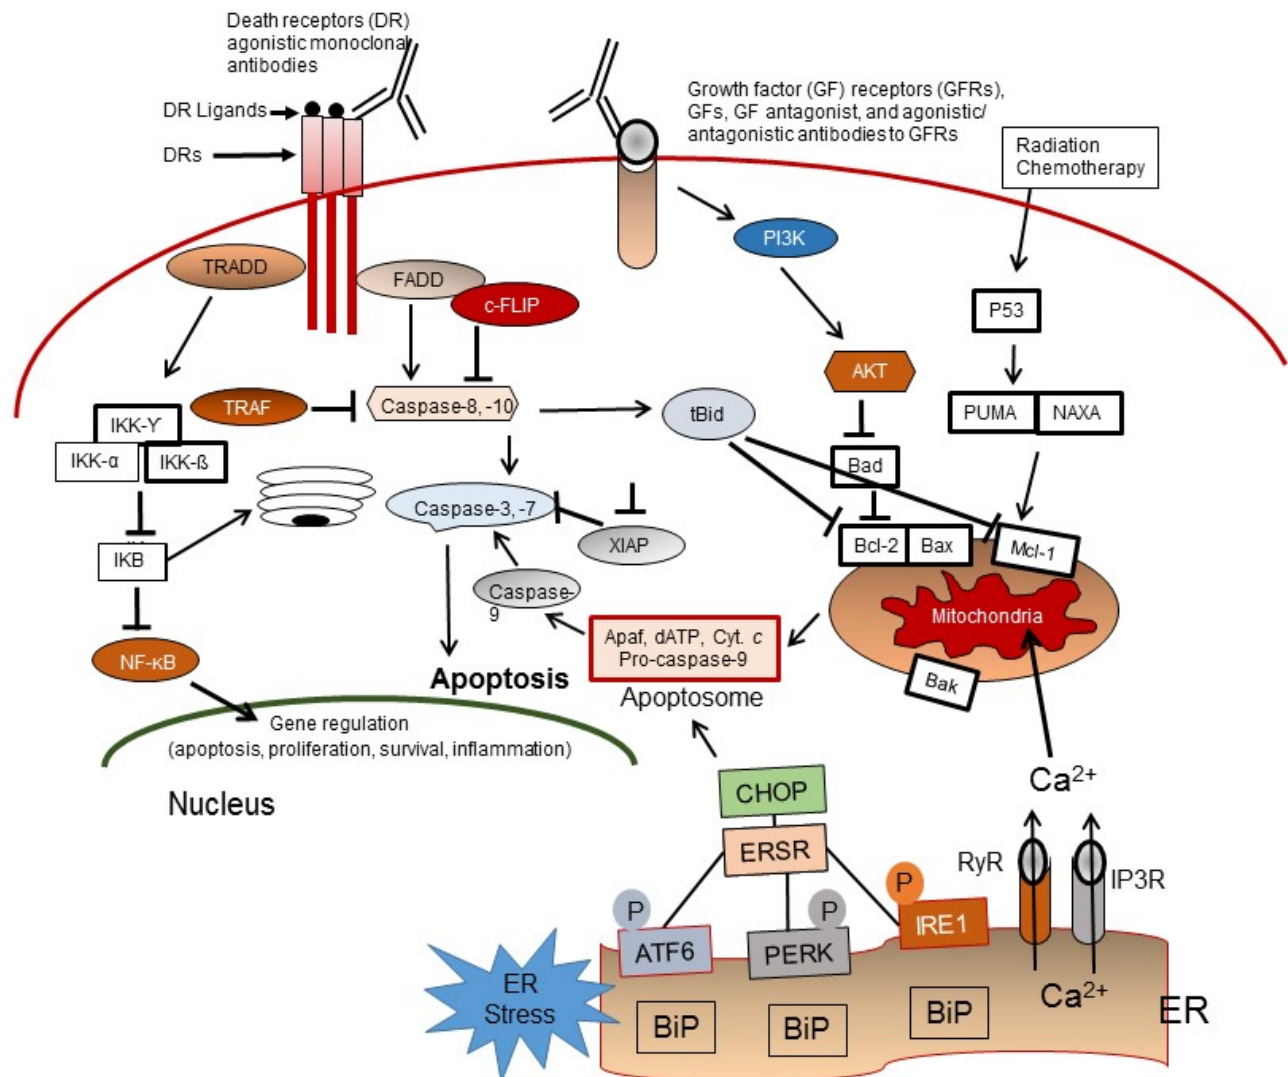 Death receptors (DR)
agonistic monoclonal
antibodies
DR Ligands
DRs
Growth factor (GF) receptors (GFRs),
GFs, GF antagonist, and agonistic/
antagonistic antibodies to GFRs
Radiation
Chemotherapy
TRADD
FADD
c-FLIP
PI3K
P53
AKT
TRAF
Caspase-8, -10
tBid
PUMA
NAXA
IKK-Y
IKK-α
IKK-ß
Bad
Caspase-3, -7
IKB
XIAP
Bcl-2
Bax
Mcl-1
Caspase-
9
Mitochondria
Apaf, dATP, Cyt. c
Pro-caspase-9
NF-κB
Apoptosis
Apoptosome
Bak
Gene regulation
(apoptosis, proliferation, survival, inflammation)
Nucleus
CHOP
Ca²⁺
ERSR
RyR
IP3R
P
P
P
ATF6
PERK
IRE1
ER
Stress
BiP
BiP
BiP
Ca²⁺
ER